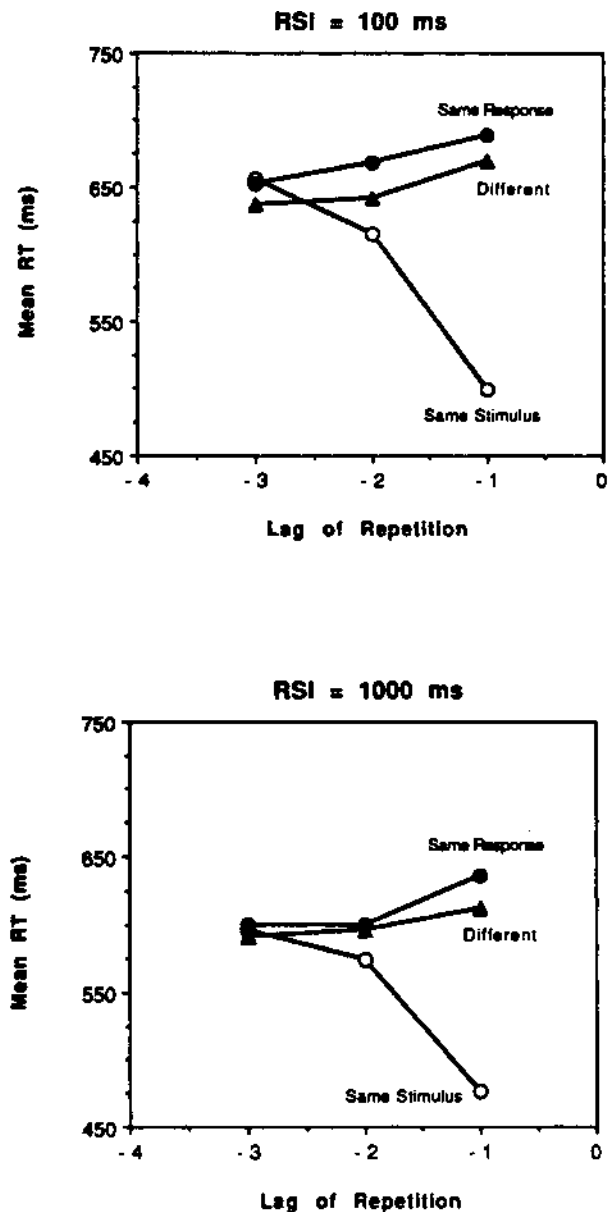 RSI = 100 ms
750
Same Response
650
Different
Mean RT (ms)
550
Same Stimulus
450
- 4
- 3
- 2
- 1
0
Lag of Repetition
RSI = 1000 ms
750
Same Response
650
Different
Mean RT (ms)
550
Same Stimulus
450
- 4
- 3
- 2
- 1
0
Lag of Repetition